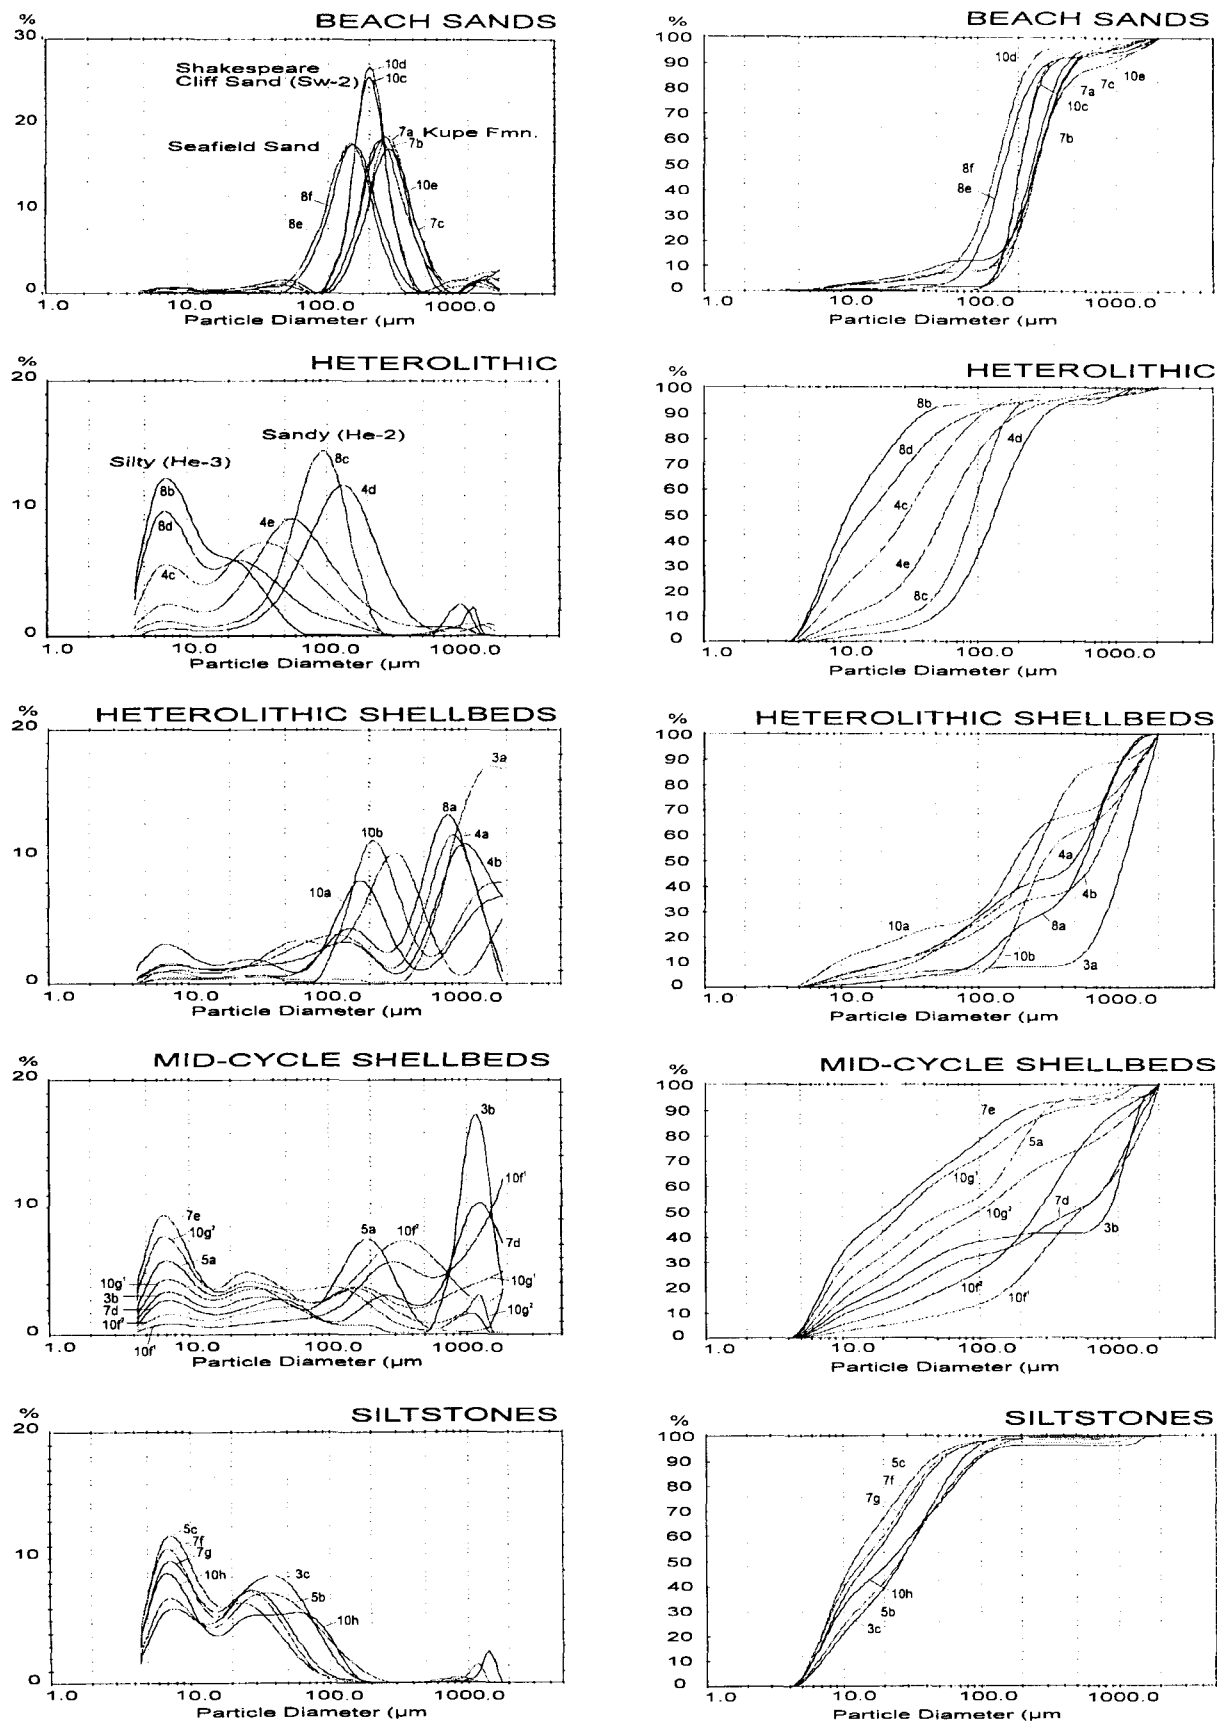 %
BEACH SANDS
30
20
10
0
Shakespeare
Cliff Sand (Sw-2)
10d
10c
7a
Kupe Fmn.
7b
Seafield Sand
8f
8e
10e
7c
1.0
10.0
100.0
1000.0
Particle Diameter (µm
BEACH SANDS
%
100
90
80
70
60
50
40
30
20
10
0
10d
10e
7c
7a
10c
7b
8f
8e
1.0
10.0
100.0
1000.0
Particle Diameter (µm
%
HETEROLITHIC
20
10
0
Sandy (He-2)
Silty (He-3)
8c
8b
4d
8d
4e
4c
1.0
10.0
100.0
1000.0
Particle Diameter (µm
%
HETEROLITHIC
100
90
80
70
60
50
40
30
20
10
0
8b
8d
4d
4c
4e
8c
1.0
10.0
100.0
1000.0
Particle Diameter (µm
%
HETEROLITHIC SHELLBEDS
20
10
0
3a
8a
4a
10b
4b
10a
1.0
10.0
100.0
1000.0
Particle Diameter (µm
%
HETEROLITHIC SHELLBEDS
100
90
80
70
60
50
40
30
20
10
0
4a
4b
10a
8a
10b
3a
1.0
10.0
100.0
1000.0
Particle Diameter (µm
%
MID-CYCLE SHELLBEDS
20
10
0
3b
10f¹
7e
10g²
5a
5a
10f²
7d
10g¹
10g¹
3b
7d
10f²
10f¹
10g²
1.0
10.0
100.0
1000.0
Particle Diameter (µm
MID-CYCLE SHELLBEDS
%
100
90
80
70
60
50
40
30
20
10
0
7e
5a
10g¹
7d
10g²
3b
10f²
10f¹
1.0
10.0
100.0
1000.0
Particle Diameter (µm
%
SILTSTONES
20
10
0
5c
7f
7g
10h
3c
5b
10h
1.0
10.0
100.0
1000.0
Particle Diameter (µm
%
SILTSTONES
100
90
80
70
60
50
40
30
20
10
0
5c
7f
7g
10h
5b
3c
1.0
10.0
100.0
1000.0
Particle Diameter (µm